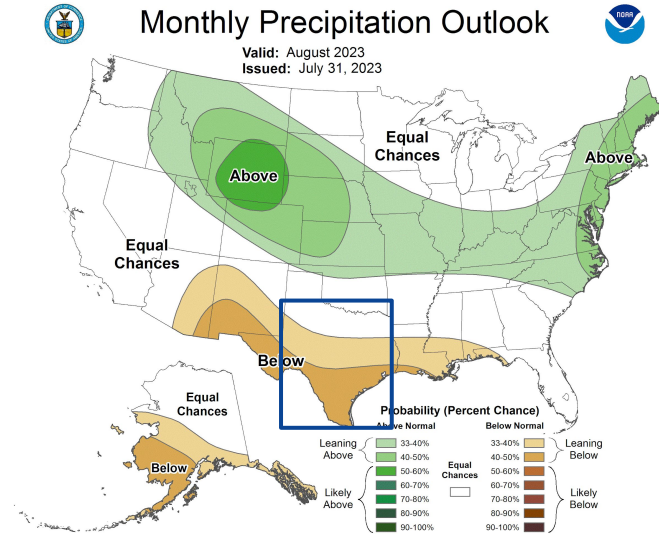 Monthly Precipitation Outlook
NOAA
Valid: August 2023
Issued: July 31, 2023
Equal
Chances
Above
Above
Equal
Chances
Below
Equal
Chances
Below
Probability (Percent Chance)
Above Normal
Below Normal
Leaning
Above
33-40%
40-50%
Likely
Above
50-60%
60-70%
70-80%
80-90%
90-100%
Equal
Chances
33-40%
40-50%
Leaning
Below
50-60%
60-70%
70-80%
80-90%
90-100%
Likely
Below